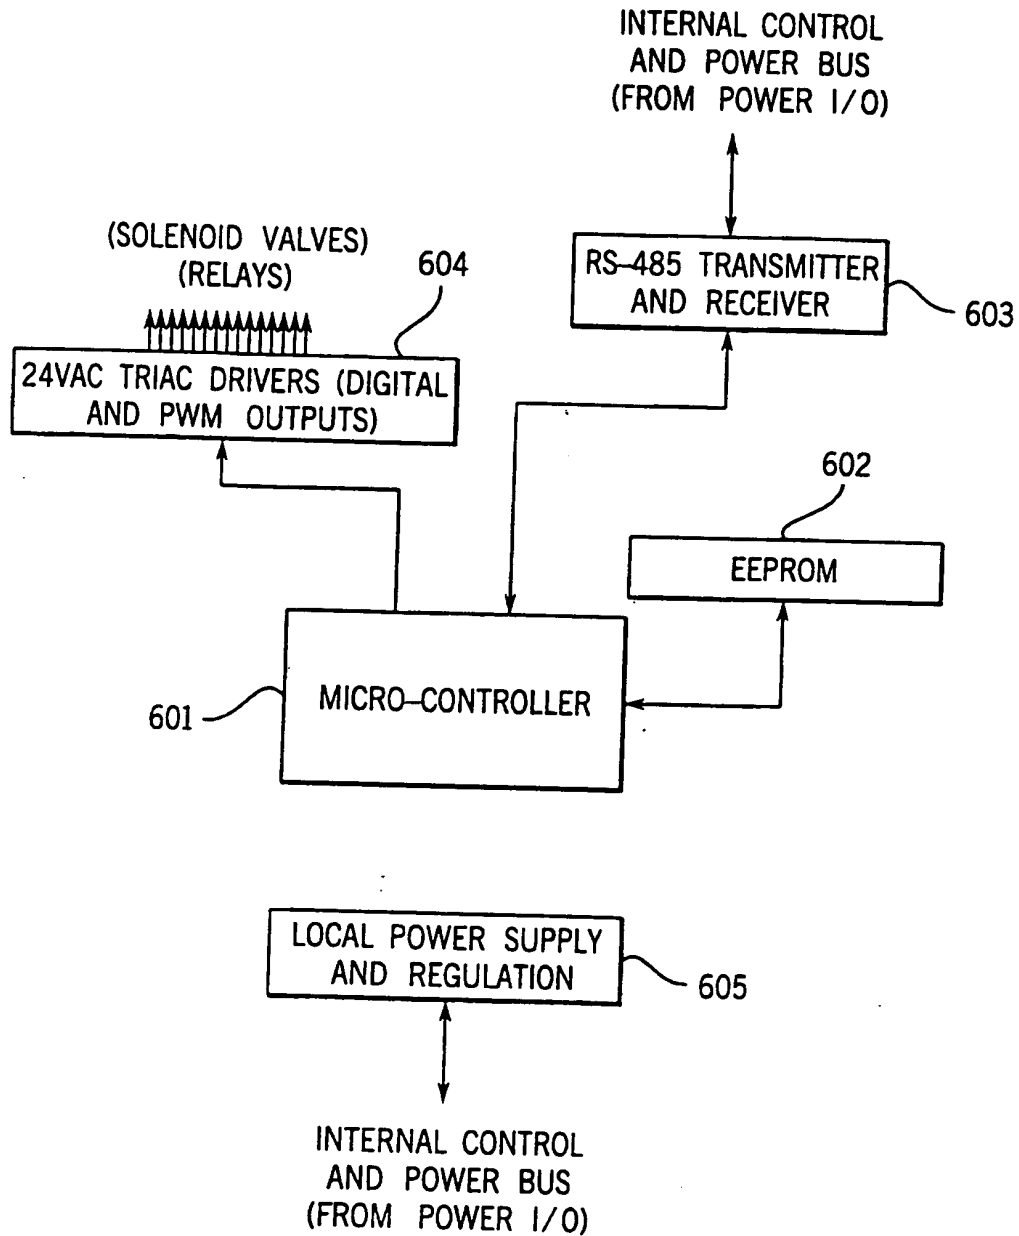 INTERNAL CONTROL
AND POWER BUS
(FROM POWER I/O)
(SOLENOID VALVES)
(RELAYS)
604
RS-485 TRANSMITTER
AND RECEIVER
603
24VAC TRIAC DRIVERS (DIGITAL
AND PWM OUTPUTS)
602
EEPROM
MICRO-CONTROLLER
601
LOCAL POWER SUPPLY
AND REGULATION
605
INTERNAL CONTROL
AND POWER BUS
(FROM POWER I/O)